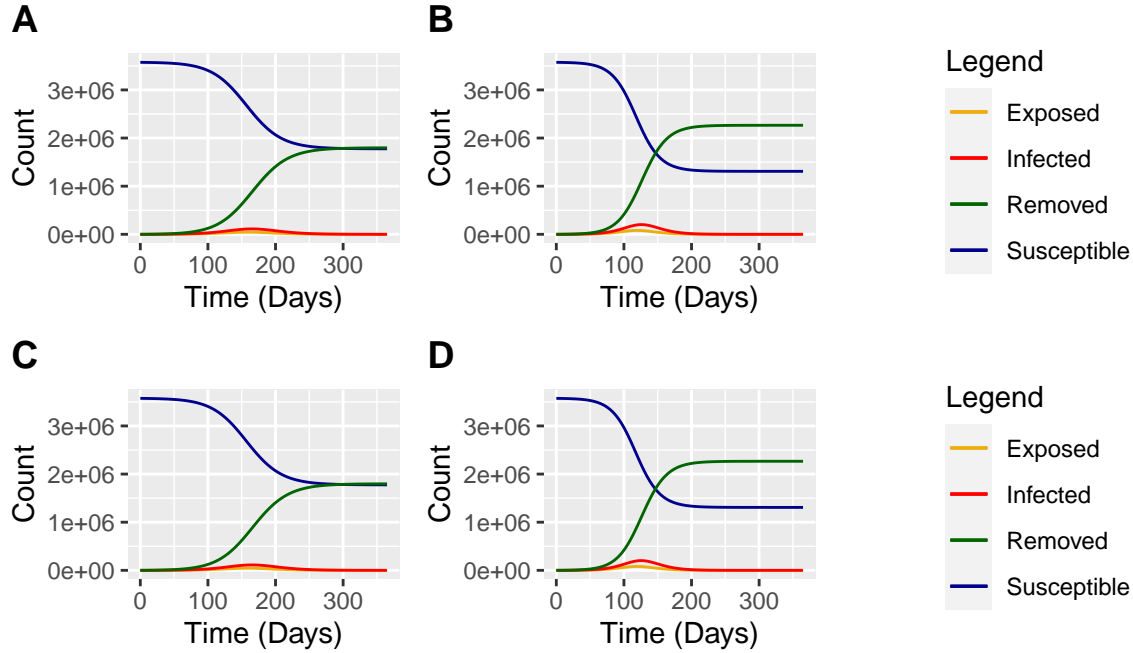 A
B
3e+06
2e+06
1e+06
0e+00
Count
0
100
200
300
Time (Days)
3e+06
2e+06
1e+06
0e+00
Count
0
100
200
300
Time (Days)
Legend
Exposed
Infected
Removed
Susceptible
C
D
3e+06
2e+06
1e+06
0e+00
Count
0
100
200
300
Time (Days)
3e+06
2e+06
1e+06
0e+00
Count
0
100
200
300
Time (Days)
Legend
Exposed
Infected
Removed
Susceptible